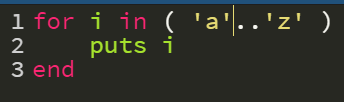 1 for i in ( 'a'..'z' )
2     puts i
3 end